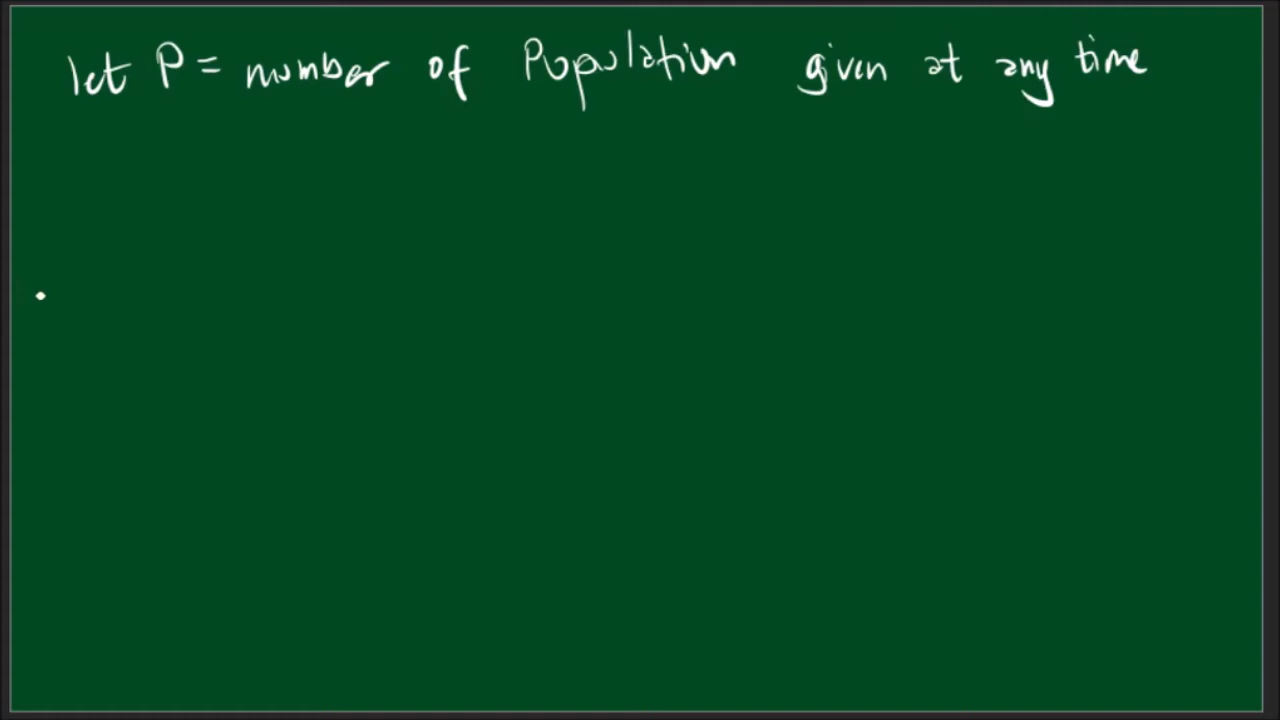 let P = number of Population given at any time